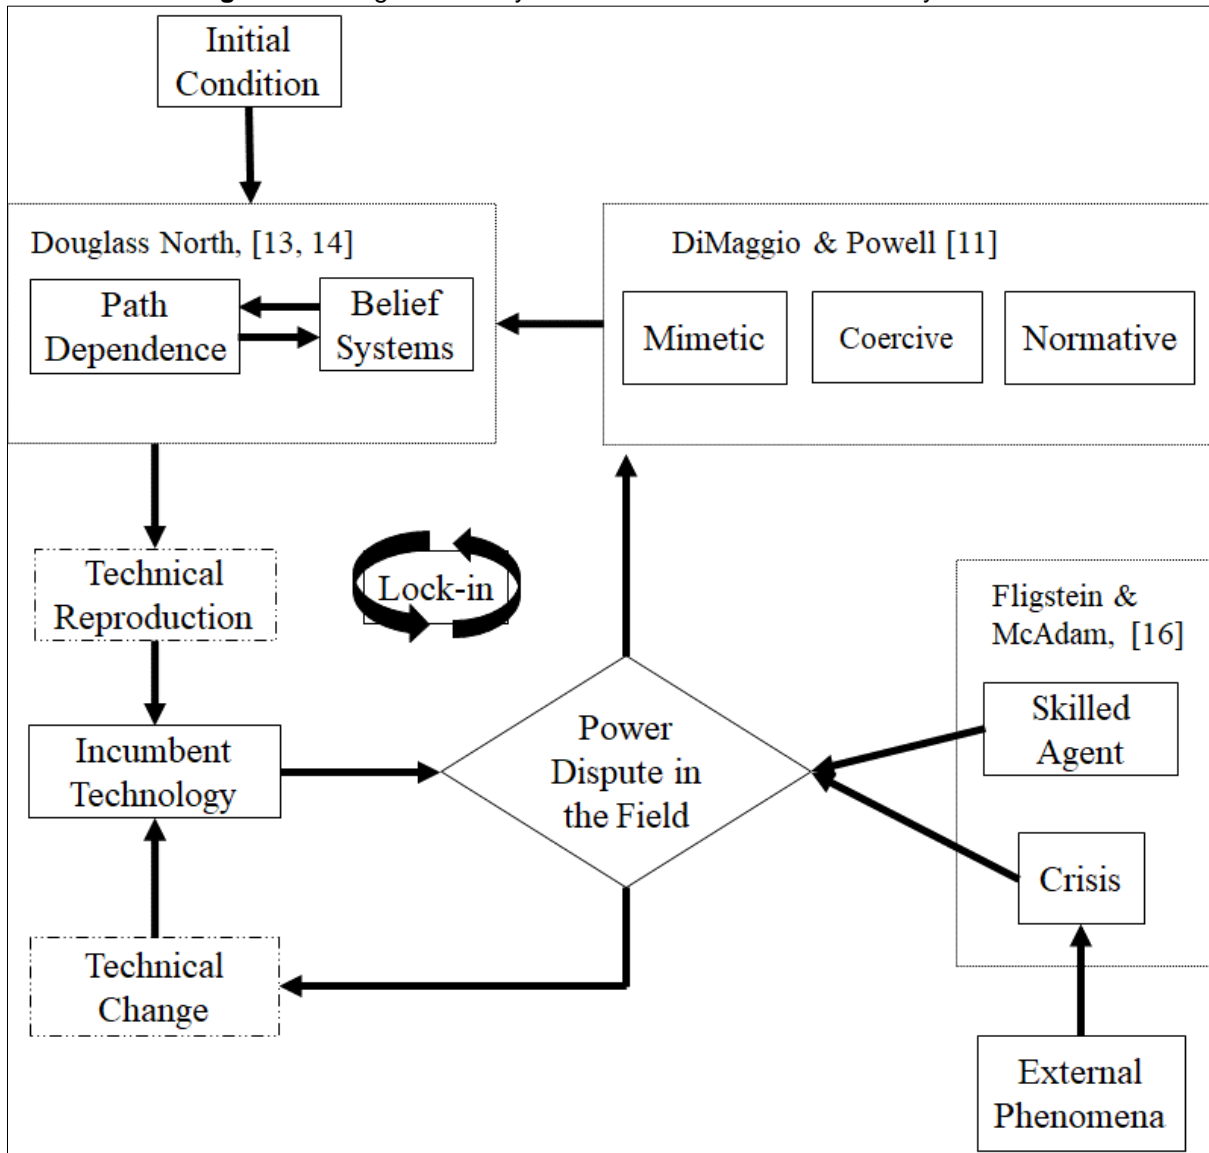 Initial
Condition
Douglass North, [13, 14]
Path
Dependence
Belief
Systems
DiMaggio & Powell [11]
Mimetic
Coercive
Normative
Technical
Reproduction
Lock-in
Fligstein &
McAdam, [16]
Skilled
Agent
Incumbent
Technology
Power
Dispute in
the Field
Crisis
Technical
Change
External
Phenomena